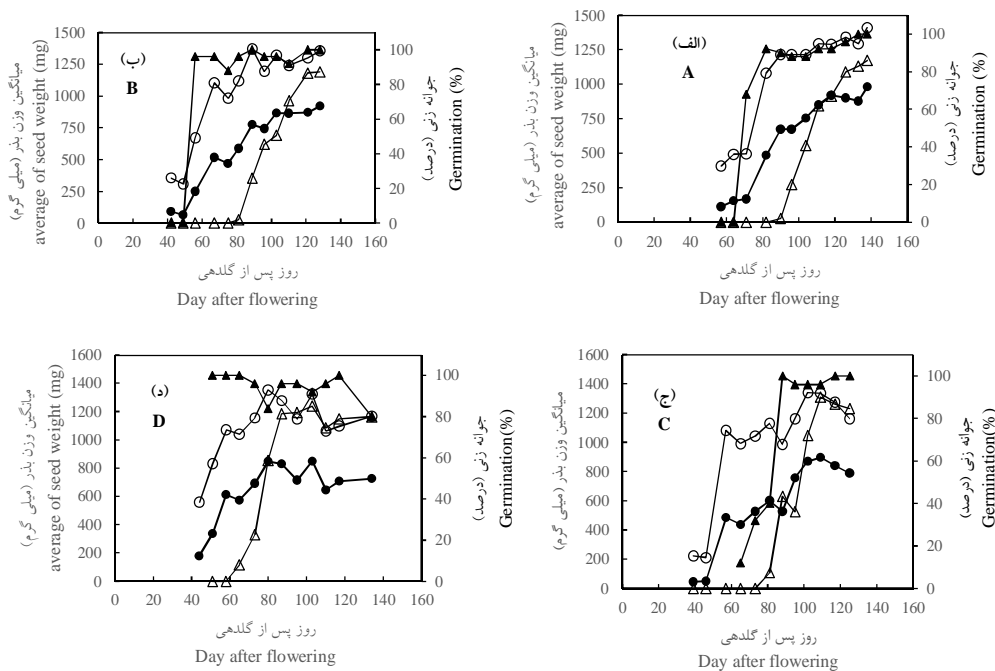 (ب)
B
1500
1250
1000
750
500
250
0
100
80
60
40
20
0
0 20 40 60 80 100 120 140 160
میانگین وزن بذر (میلی گرم)
average of seed weight (mg)
جوانه زنی (درصد)
Germination (%)
روز پس از گلدهی
Day after flowering
(الف)
A
1500
1250
1000
750
500
250
0
100
80
60
40
20
0
0 20 40 60 80 100 120 140 160
میانگین وزن بذر (میلی گرم)
average of seed weight (mg)
جوانه زنی (درصد)
Germination (%)
روز پس از گلدهی
Day after flowering
(د)
D
1600
1400
1200
1000
800
600
400
200
0
100
80
60
40
20
0
0 20 40 60 80 100 120 140 160
میانگین وزن بذر (میلی گرم)
average of seed weight (mg)
جوانه زنی (درصد)
Germination(%)
روز پس از گلدهی
Day after flowering
(ج)
C
1600
1400
1200
1000
800
600
400
200
0
100
80
60
40
20
0
0 20 40 60 80 100 120 140 160
میانگین وزن بذر (میلی گرم)
average of seed weight (mg)
جوانه زنی (درصد)
Germination(%)
روز پس از گلدهی
Day after flowering